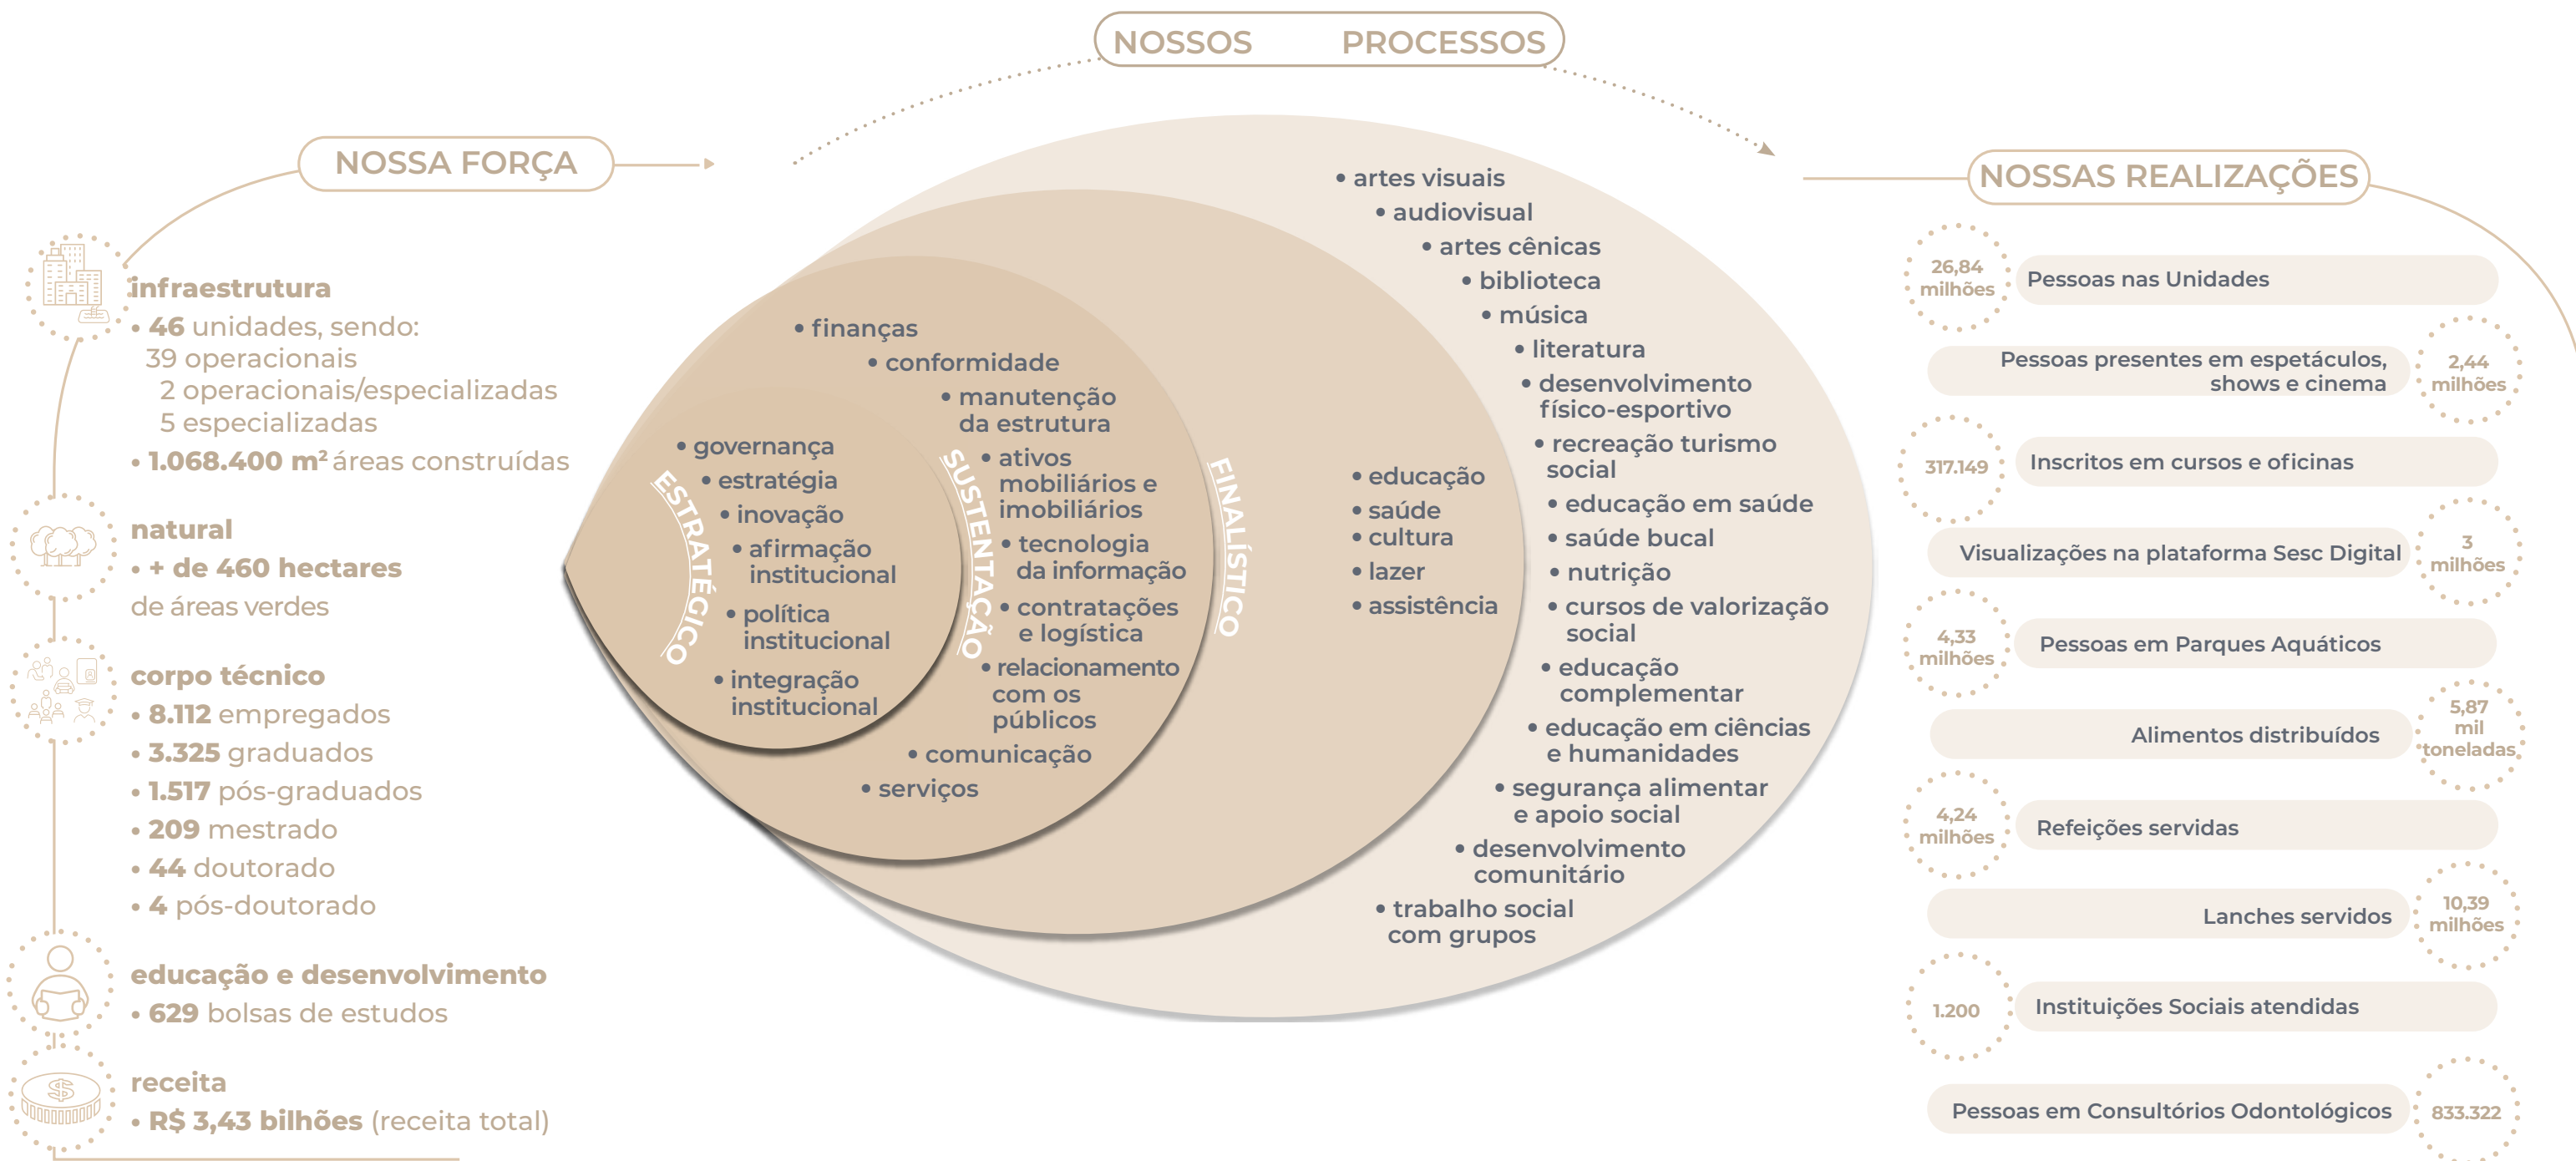 NOSSOS PROCESSOS
NOSSA FORÇA
infraestrutura
• 46 unidades, sendo:
39 operacionais
2 operacionais/especializadas
5 especializadas
• 1.068.400 m² áreas construídas
natural
• + de 460 hectares
de áreas verdes
corpo técnico
• 8.112 empregados
• 3.325 graduados
• 1.517 pós-graduados
• 209 mestrado
• 44 doutorado
• 4 pós-doutorado
educação e desenvolvimento
• 629 bolsas de estudos
receita
• R$ 3,43 bilhões (receita total)
ESTRATÉGICO
• governança
• estratégia
• inovação
• afirmação
institucional
• política
institucional
• integração
institucional
SUSTENTAÇÃO
• finanças
• conformidade
• manutenção
da estrutura
• ativos
mobiliários e
imobiliários
• tecnologia
da informação
• contratações
e logística
• relacionamento
com os
públicos
• comunicação
• serviços
FINALÍSTICO
• educação
• saúde
• cultura
• lazer
• assistência
• artes visuais
• audiovisual
• artes cênicas
• biblioteca
• música
• literatura
• desenvolvimento
físico-esportivo
• recreação turismo
social
• educação em saúde
• saúde bucal
• nutrição
• cursos de valorização
social
• educação
complementar
• educação em ciências
e humanidades
• segurança alimentar
e apoio social
• desenvolvimento
comunitário
• trabalho social
com grupos
NOSSAS REALIZAÇÕES
26,84
milhões
Pessoas nas Unidades
Pessoas presentes em espetáculos,
shows e cinema
2,44
milhões
317.149
Inscritos em cursos e oficinas
Visualizações na plataforma Sesc Digital
3
milhões
4,33
milhões
Pessoas em Parques Aquáticos
Alimentos distribuídos
5,87
mil
toneladas
4,24
milhões
Refeições servidas
Lanches servidos
10,39
milhões
1.200
Instituições Sociais atendidas
Pessoas em Consultórios Odontológicos
833.322